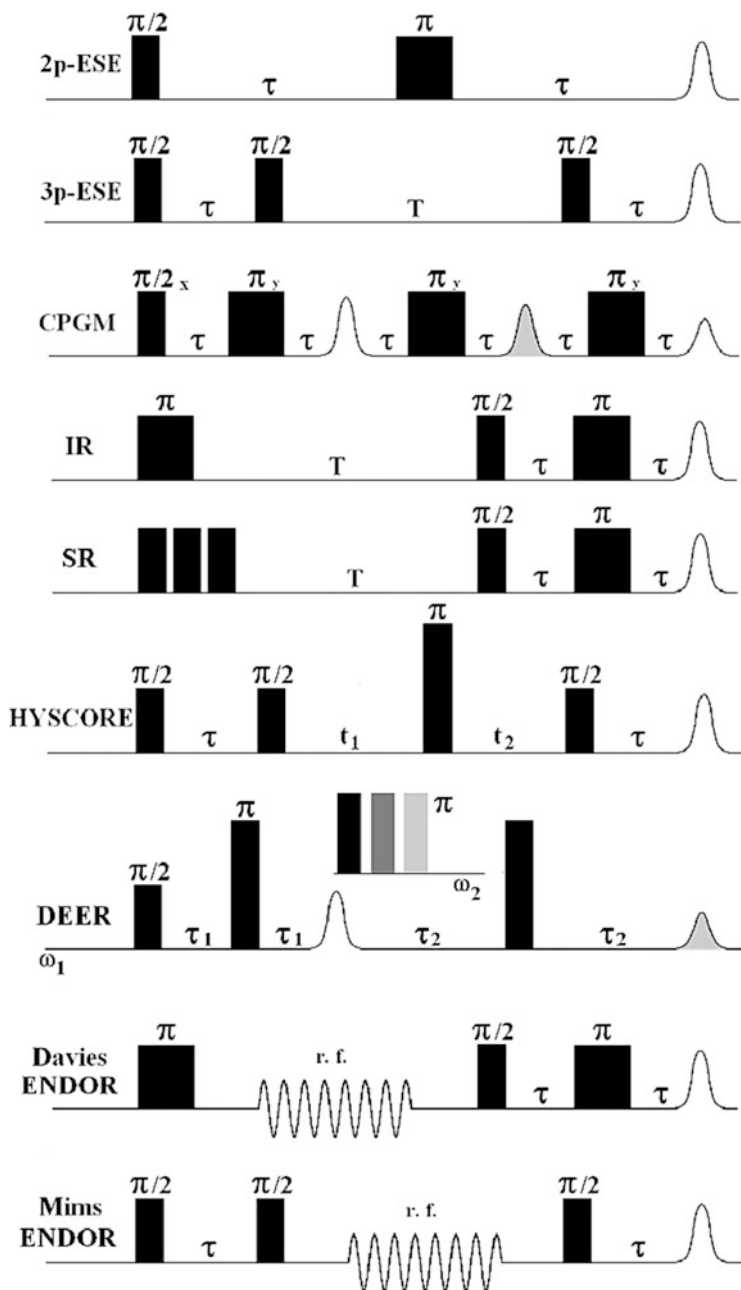 π/2 π
2p-ESE τ τ
π/2 π/2 π/2
3p-ESE τ T τ
π/2 x π y π y π y
CPGM τ τ τ τ τ τ
π π/2 π
IR T τ τ
π/2 π
SR T τ τ
π
π/2 π/2 π/2
HYSCORE τ t₁ t₂ τ
π π
π/2 ω₂
DEER τ₁ τ₁ τ₂ τ₂
ω₁
π π/2 π
Davies r. f.
ENDOR τ τ
π/2 π/2 π/2
Mims r. f.
ENDOR τ τ